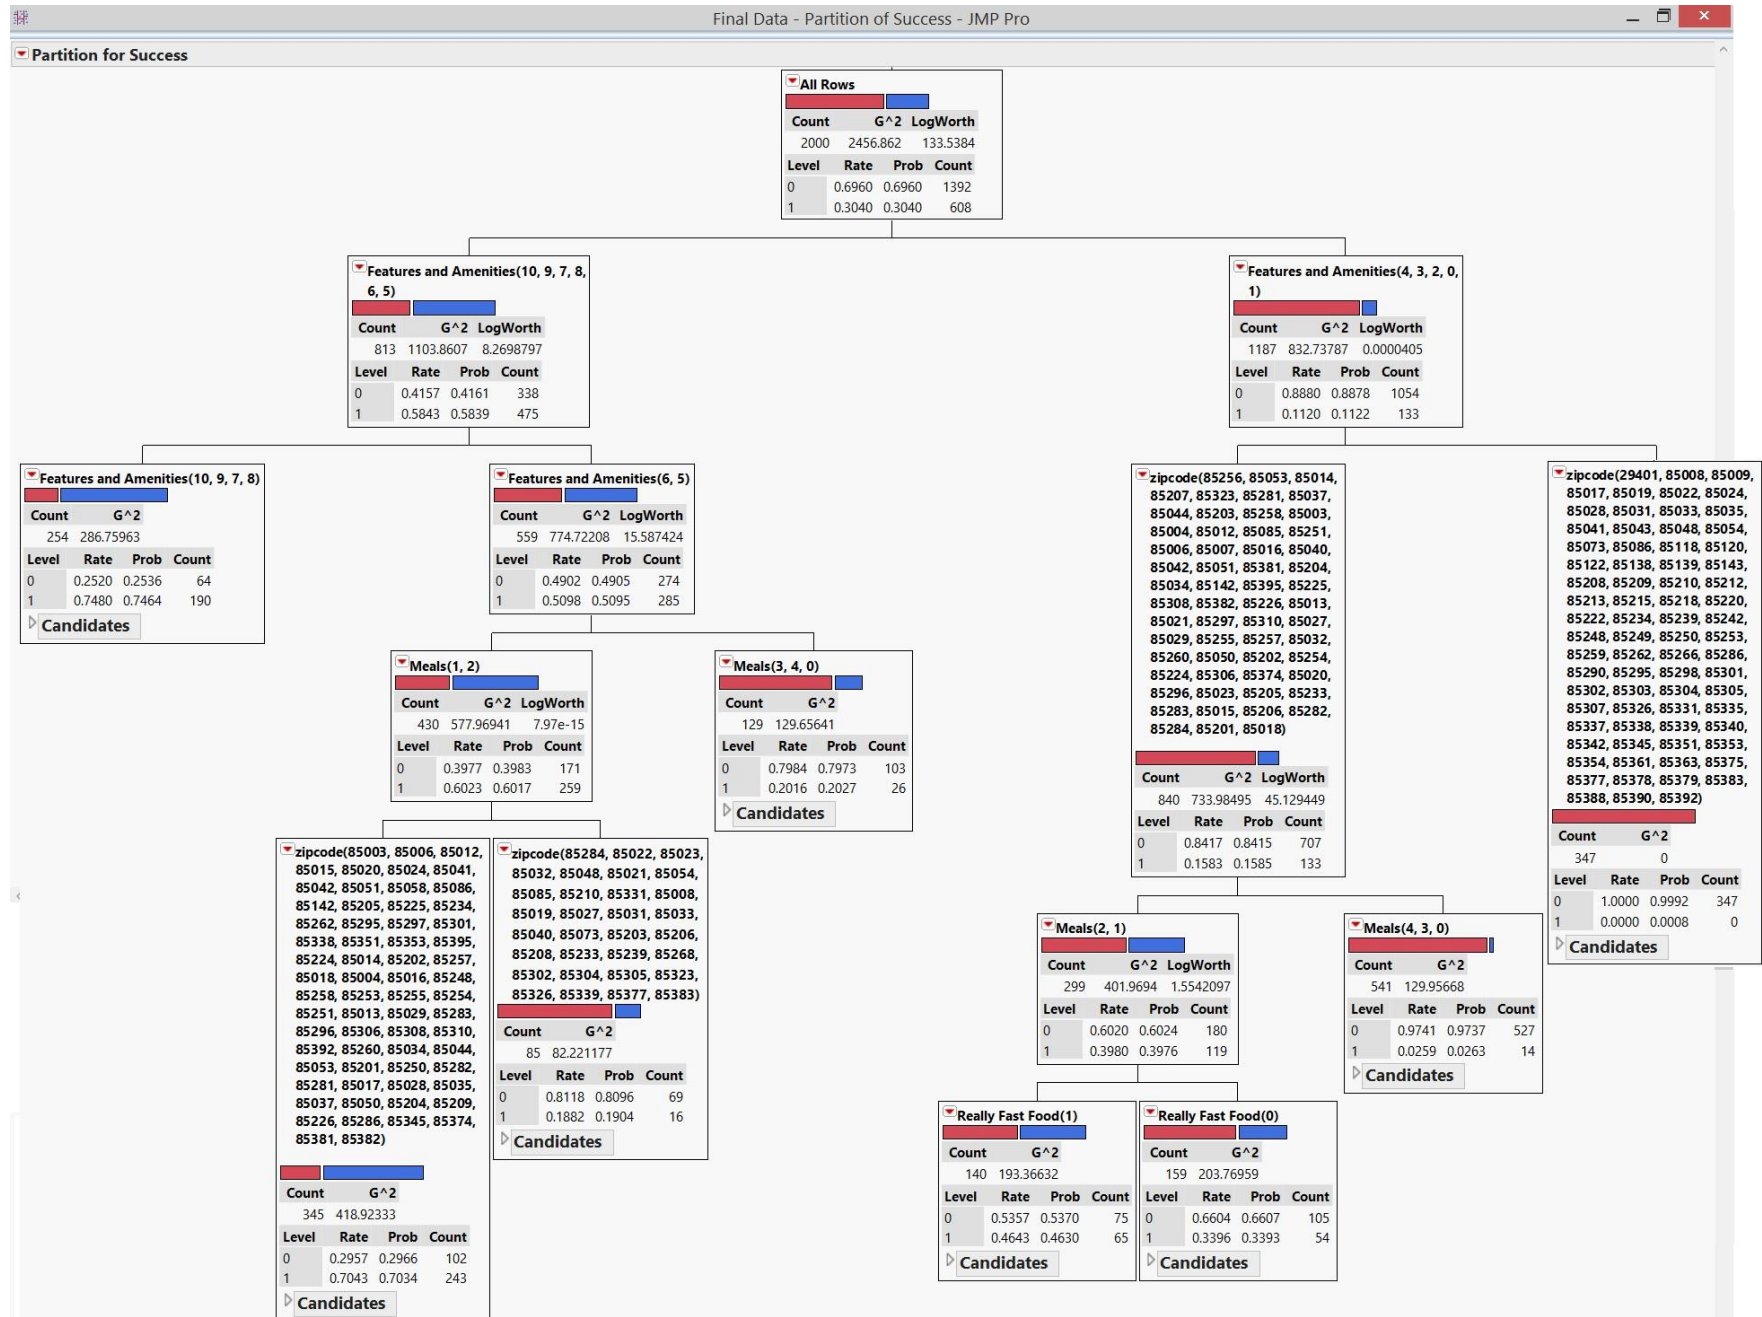 Final Data - Partition of Success - JMP Pro
Partition for Success
All Rows
Count G^2 LogWorth
2000 2456.862 133.5384
Level Rate Prob Count
0 0.6960 0.6960 1392
1 0.3040 0.3040 608
Features and Amenities(10, 9, 7, 8,
6, 5)
Count G^2 LogWorth
813 1103.8607 8.2698797
Level Rate Prob Count
0 0.4157 0.4161 338
1 0.5843 0.5839 475
Features and Amenities(4, 3, 2, 0,
1)
Count G^2 LogWorth
1187 832.73787 0.0000405
Level Rate Prob Count
0 0.8880 0.8878 1054
1 0.1120 0.1122 133
Features and Amenities(10, 9, 7, 8)
Count G^2
254 286.75963
Level Rate Prob Count
0 0.2520 0.2536 64
1 0.7480 0.7464 190
Candidates
Features and Amenities(6, 5)
Count G^2 LogWorth
559 774.72208 15.587424
Level Rate Prob Count
0 0.4902 0.4905 274
1 0.5098 0.5095 285
zipcode(85256, 85053, 85014,
85207, 85323, 85281, 85037,
85044, 85203, 85258, 85003,
85004, 85012, 85085, 85251,
85006, 85007, 85016, 85040,
85042, 85051, 85381, 85204,
85034, 85142, 85395, 85225,
85308, 85382, 85226, 85013,
85021, 85297, 85310, 85027,
85029, 85255, 85257, 85032,
85260, 85050, 85202, 85254,
85224, 85306, 85374, 85020,
85296, 85023, 85205, 85233,
85283, 85015, 85206, 85282,
85284, 85201, 85018)
Count G^2 LogWorth
840 733.98495 45.129449
Level Rate Prob Count
0 0.8417 0.8415 707
1 0.1583 0.1585 133
zipcode(29401, 85008, 85009,
85017, 85019, 85022, 85024,
85028, 85031, 85033, 85035,
85041, 85043, 85048, 85054,
85073, 85086, 85118, 85120,
85122, 85138, 85139, 85143,
85208, 85209, 85210, 85212,
85213, 85215, 85218, 85220,
85222, 85234, 85239, 85242,
85248, 85249, 85250, 85253,
85259, 85262, 85266, 85286,
85290, 85295, 85298, 85301,
85302, 85303, 85304, 85305,
85307, 85326, 85331, 85335,
85337, 85338, 85339, 85340,
85342, 85345, 85351, 85353,
85354, 85361, 85363, 85375,
85377, 85378, 85379, 85383,
85388, 85390, 85392)
Count G^2
347 0
Level Rate Prob Count
0 1.0000 0.9992 347
1 0.0000 0.0008 0
Candidates
Meals(1, 2)
Count G^2 LogWorth
430 577.96941 7.97e-15
Level Rate Prob Count
0 0.3977 0.3983 171
1 0.6023 0.6017 259
Meals(3, 4, 0)
Count G^2
129 129.65641
Level Rate Prob Count
0 0.7984 0.7973 103
1 0.2016 0.2027 26
Candidates
zipcode(85003, 85006, 85012,
85015, 85020, 85024, 85041,
85042, 85051, 85058, 85086,
85142, 85205, 85225, 85234,
85262, 85295, 85297, 85301,
85338, 85351, 85353, 85395,
85224, 85014, 85202, 85257,
85018, 85004, 85016, 85248,
85258, 85253, 85255, 85254,
85251, 85013, 85029, 85283,
85296, 85306, 85308, 85310,
85392, 85260, 85034, 85044,
85053, 85201, 85250, 85282,
85281, 85017, 85028, 85035,
85037, 85050, 85204, 85209,
85226, 85286, 85345, 85374,
85381, 85382)
Count G^2
345 418.92333
Level Rate Prob Count
0 0.2957 0.2966 102
1 0.7043 0.7034 243
Candidates
zipcode(85284, 85022, 85023,
85032, 85048, 85021, 85054,
85085, 85210, 85331, 85008,
85019, 85027, 85031, 85033,
85040, 85073, 85203, 85206,
85208, 85233, 85239, 85268,
85302, 85304, 85305, 85323,
85326, 85339, 85377, 85383)
Count G^2
85 82.221177
Level Rate Prob Count
0 0.8118 0.8096 69
1 0.1882 0.1904 16
Candidates
Meals(2, 1)
Count G^2 LogWorth
299 401.9694 1.5542097
Level Rate Prob Count
0 0.6020 0.6024 180
1 0.3980 0.3976 119
Meals(4, 3, 0)
Count G^2
541 129.95668
Level Rate Prob Count
0 0.9741 0.9737 527
1 0.0259 0.0263 14
Candidates
Really Fast Food(1)
Count G^2
140 193.36632
Level Rate Prob Count
0 0.5357 0.5370 75
1 0.4643 0.4630 65
Candidates
Really Fast Food(0)
Count G^2
159 203.76959
Level Rate Prob Count
0 0.6604 0.6607 105
1 0.3396 0.3393 54
Candidates